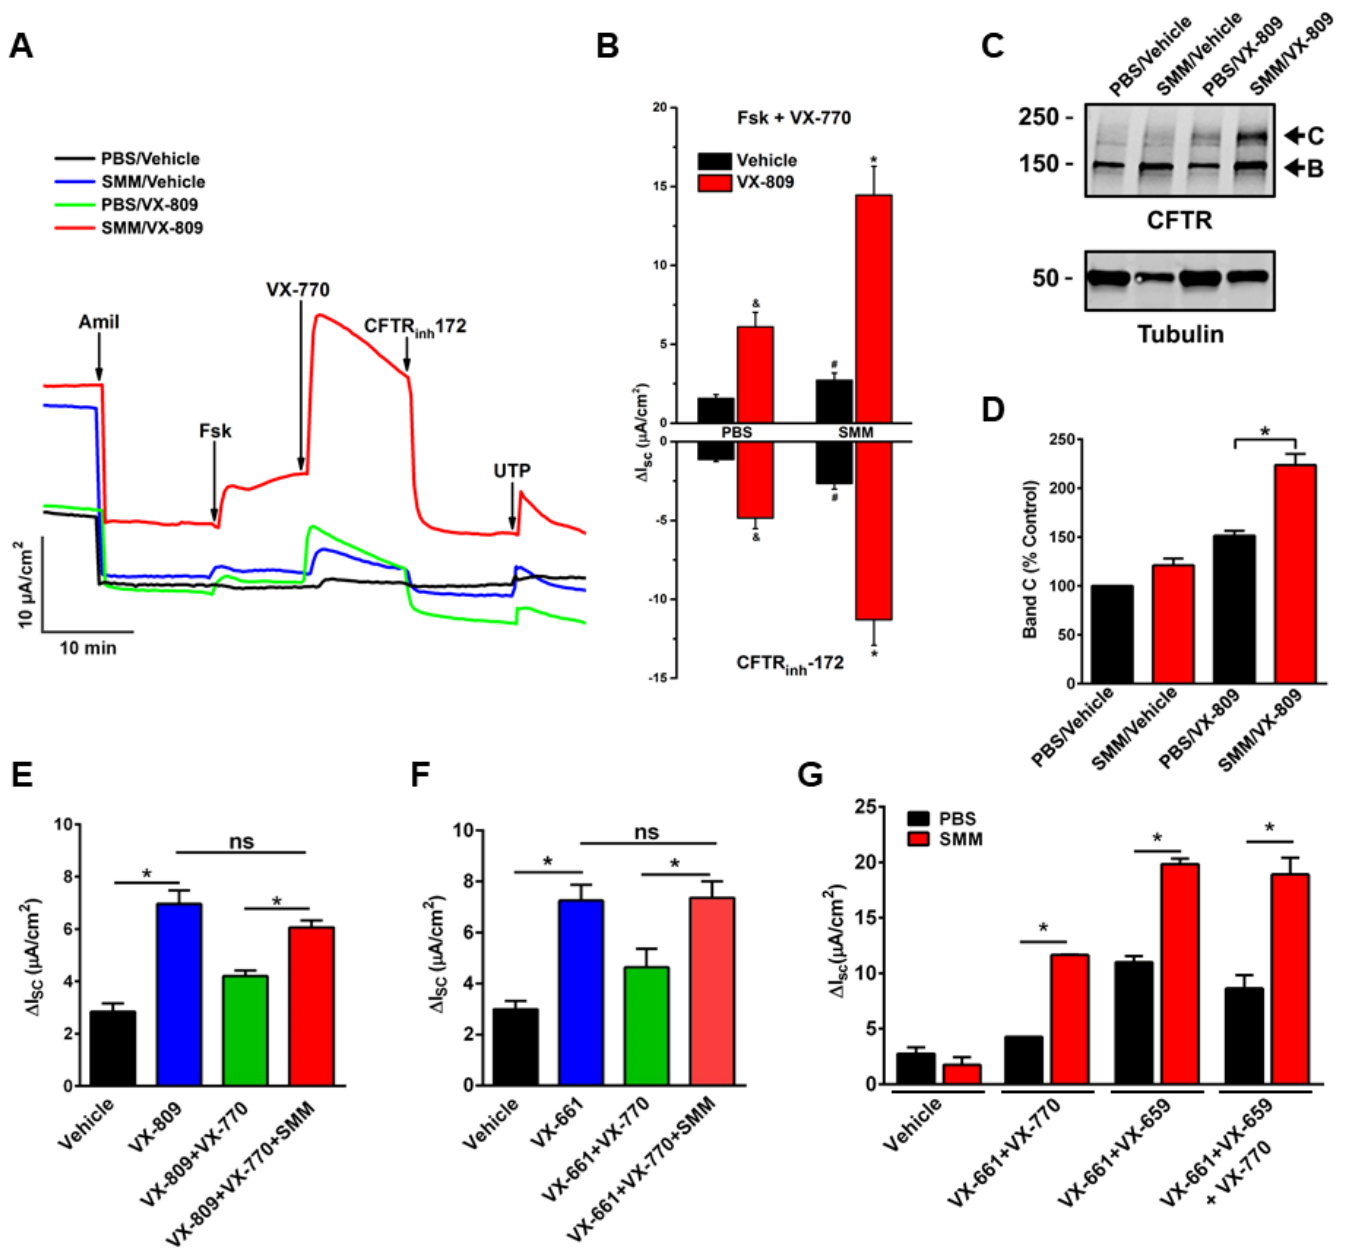 A
PBS/Vehicle
SMM/Vehicle
PBS/VX-809
SMM/VX-809
VX-770
Amil
CFTRinh172
Fsk
UTP
10 µA/cm2
10 min
B
20
15
10
5
0
0
-5
-10
-15
Fsk + VX-770
Vehicle
VX-809
*
&
#
PBS
SMM
ΔIsc (µA/cm2)
#
&
*
CFTRinh-172
C
PBS/Vehicle
SMM/Vehicle
PBS/VX-809
SMM/VX-809
250 -
150 -
C
B
CFTR
50 -
Tubulin
D
250
200
150
100
50
0
Band C (% Control)
*
PBS/Vehicle
SMM/Vehicle
PBS/VX-809
SMM/VX-809
E
10
8
6
4
2
0
ΔISC (µA/cm2)
ns
*
*
Vehicle
VX-809
VX-809+VX-770
VX-809+VX-770+SMM
F
10
8
6
4
2
0
ΔISC (µA/cm2)
ns
*
*
Vehicle
VX-661
VX-661+VX-770
VX-661+VX-770+SMM
G
25
20
15
10
5
0
ΔIsc(µA/cm2)
PBS
SMM
*
*
*
Vehicle
VX-661+VX-770
VX-661+VX-659
VX-661+VX-659
+ VX-770